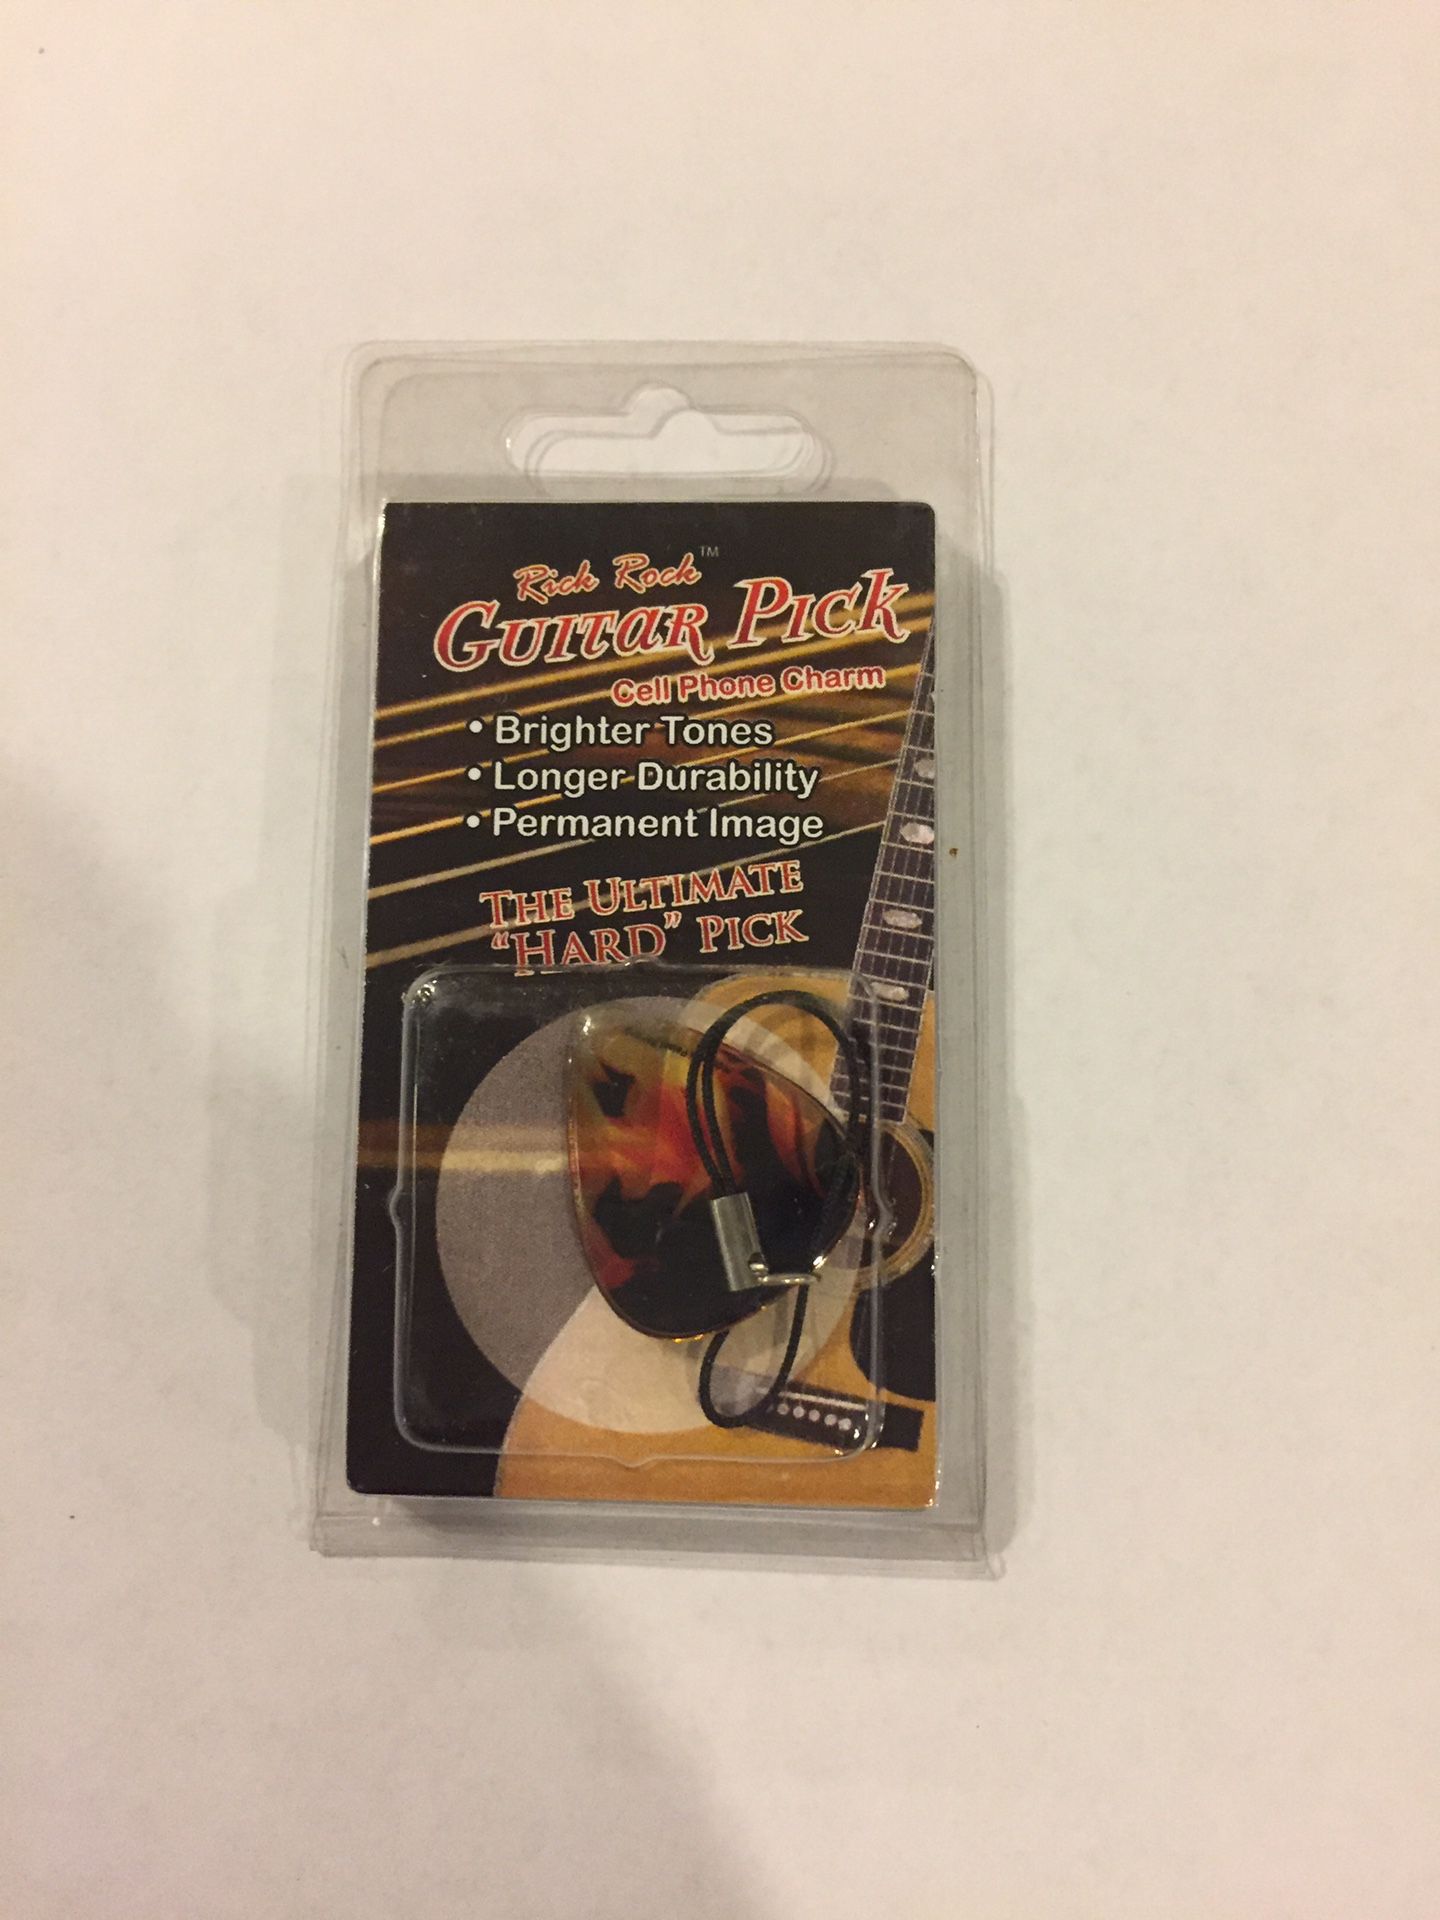 Rick Rock™
GUITAR PICK
Cell Phone Charm
• Brighter Tones
• Longer Durability
• Permanent Image
THE ULTIMATE
"HARD" PICK